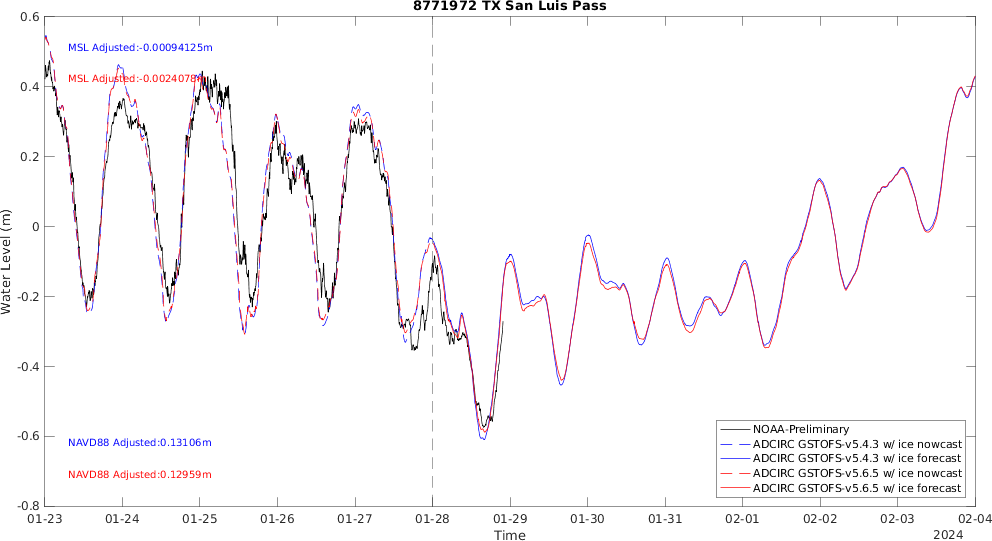 8771972 TX San Luis Pass
0.6
0.4
0.2
0
-0.2
-0.4
-0.6
-0.8
Water Level (m)
MSL Adjusted:-0.00094125m
MSL Adjusted:-0.0024078m
NAVD88 Adjusted:0.13106m
NAVD88 Adjusted:0.12959m
NOAA-Preliminary
ADCIRC GSTOFS-v5.4.3 w/ ice nowcast
ADCIRC GSTOFS-v5.4.3 w/ ice forecast
ADCIRC GSTOFS-v5.6.5 w/ ice nowcast
ADCIRC GSTOFS-v5.6.5 w/ ice forecast
01-23 01-24 01-25 01-26 01-27 01-28 01-29 01-30 01-31 02-01 02-02 02-03 02-04
Time
2024